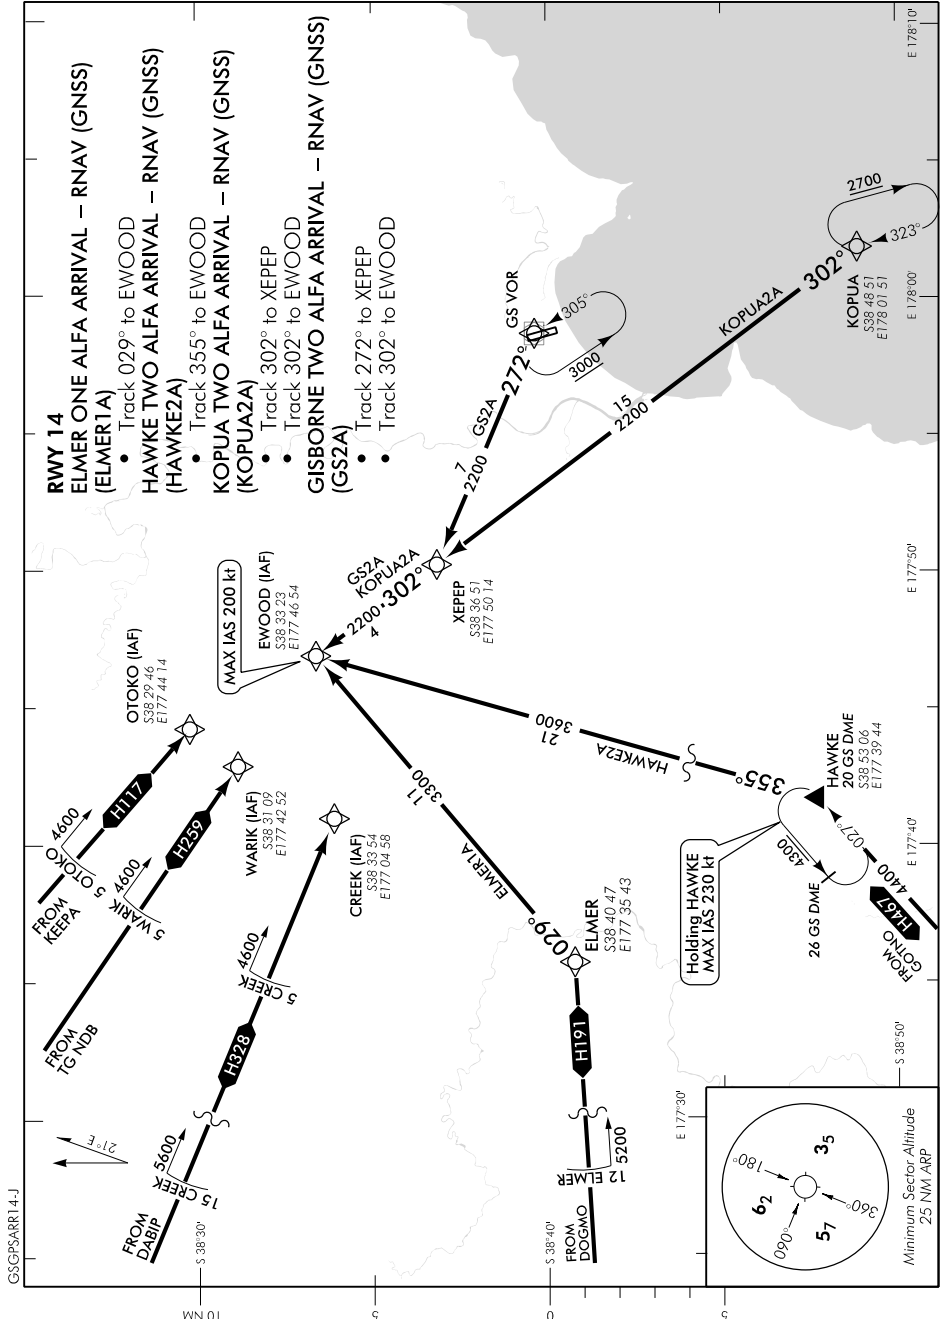 GSGPSARR14-J
RWY 14
ELMER ONE ALFA ARRIVAL – RNAV (GNSS)
(ELMER1A)
• Track 029° to EWOOD
HAWKE TWO ALFA ARRIVAL – RNAV (GNSS)
(HAWKE2A)
• Track 355° to EWOOD
KOPUA TWO ALFA ARRIVAL – RNAV (GNSS)
(KOPUA2A)
• Track 302° to XEPEP
• Track 302° to EWOOD
GISBORNE TWO ALFA ARRIVAL – RNAV (GNSS)
(GS2A)
• Track 272° to XEPEP
• Track 302° to EWOOD
21°E
FROM
KEEPA
5 OTOKO
4600
H117
OTOKO (IAF)
S38 29 46
E177 44 14
FROM
TG NDB
5 WARIK
4600
H259
WARIK (IAF)
S38 31 09
E177 42 52
FROM
DABIP
15 CREEK
5600
H328
5 CREEK
4600
CREEK (IAF)
S38 33 54
E177 04 58
MAX IAS 200 kt
EWOOD (IAF)
S38 33 23
E177 46 54
GS2A
KOPUA2A
302°
2200
4
XEPEP
S38 36 51
E177 50 14
7
2200
GS2A
272°
GS VOR
305°
3000
15
2200
KOPUA2A
302°
KOPUA
S38 48 51
E178 01 51
323°
2700
FROM
DOGMO
12 ELMER
5200
H191
ELMER
S38 40 47
E177 35 43
029°
ELMER1A
11
3300
21
3600
HAWKE2A
355°
HAWKE
20 GS DME
S38 53 06
E177 39 44
Holding HAWKE
MAX IAS 230 kt
4300
027°
26 GS DME
4400
H467
FROM
GOTNO
S 38°30'
S 38°40'
S 38°50'
E 177°30'
E 177°40'
E 177°50'
E 178°00'
E 178°10'
10 NM
5
0
5
180°
090°
360°
62
35
57
Minimum Sector Altitude
25 NM ARP